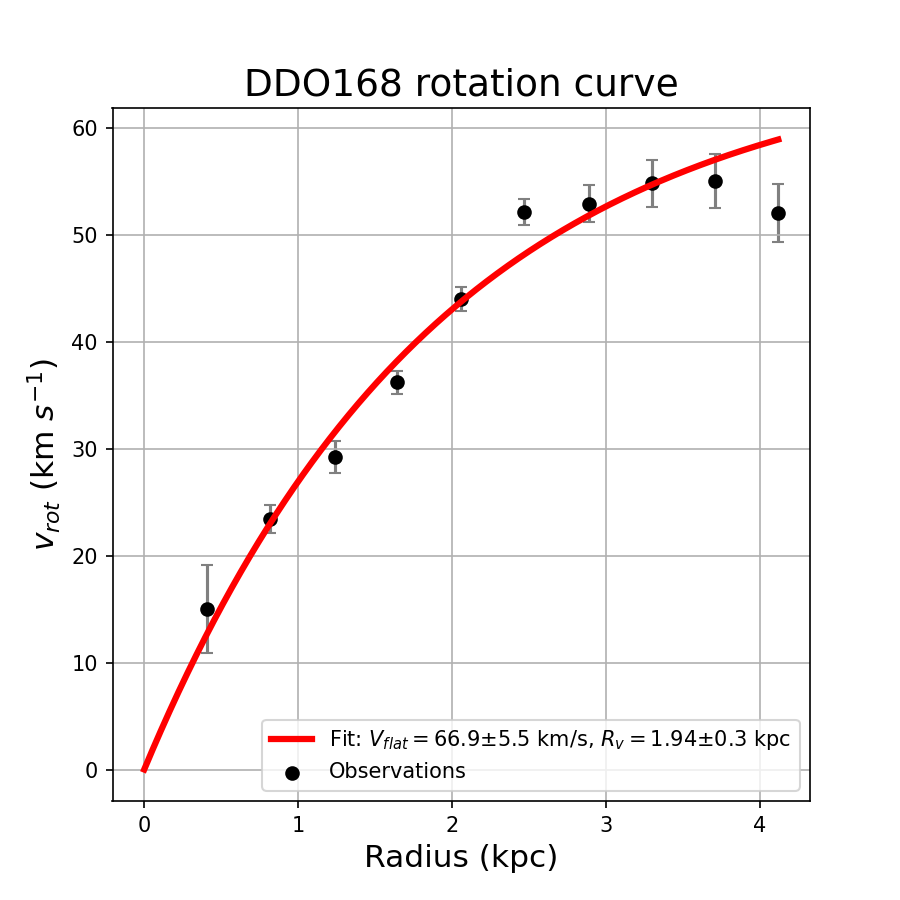 DDO168 rotation curve
60
50
40
30
20
10
0
v_rot (km s⁻¹)
Fit: V_flat = 66.9±5.5 km/s, R_v = 1.94±0.3 kpc
Observations
0 1 2 3 4
Radius (kpc)